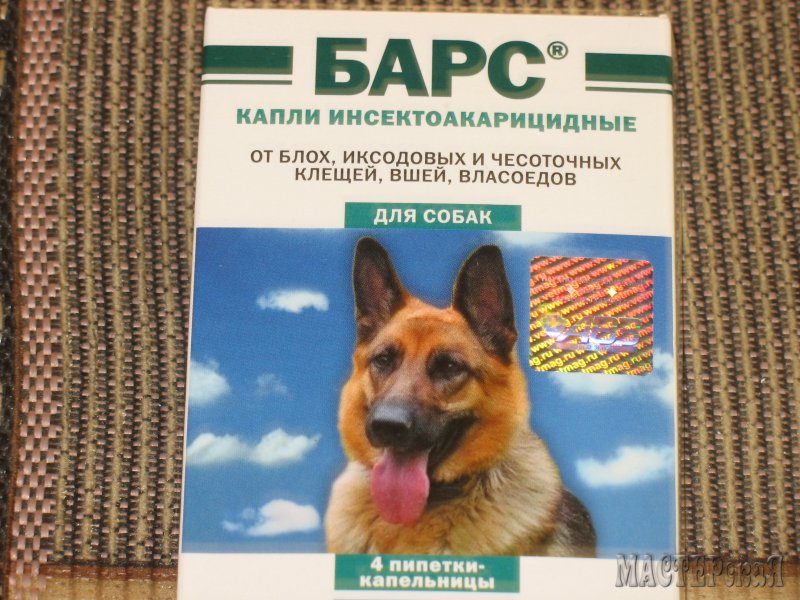 БАРС®
КАПЛИ ИНСЕКТОАКАРИЦИДНЫЕ
ОТ БЛОХ, ИКСОДОВЫХ И ЧЕСОТОЧНЫХ
КЛЕЩЕЙ, ВШЕЙ, ВЛАСОЕДОВ
ДЛЯ СОБАК
4 ПИПЕТКИ-
КАПЕЛЬНИЦЫ
МАСТЕРская